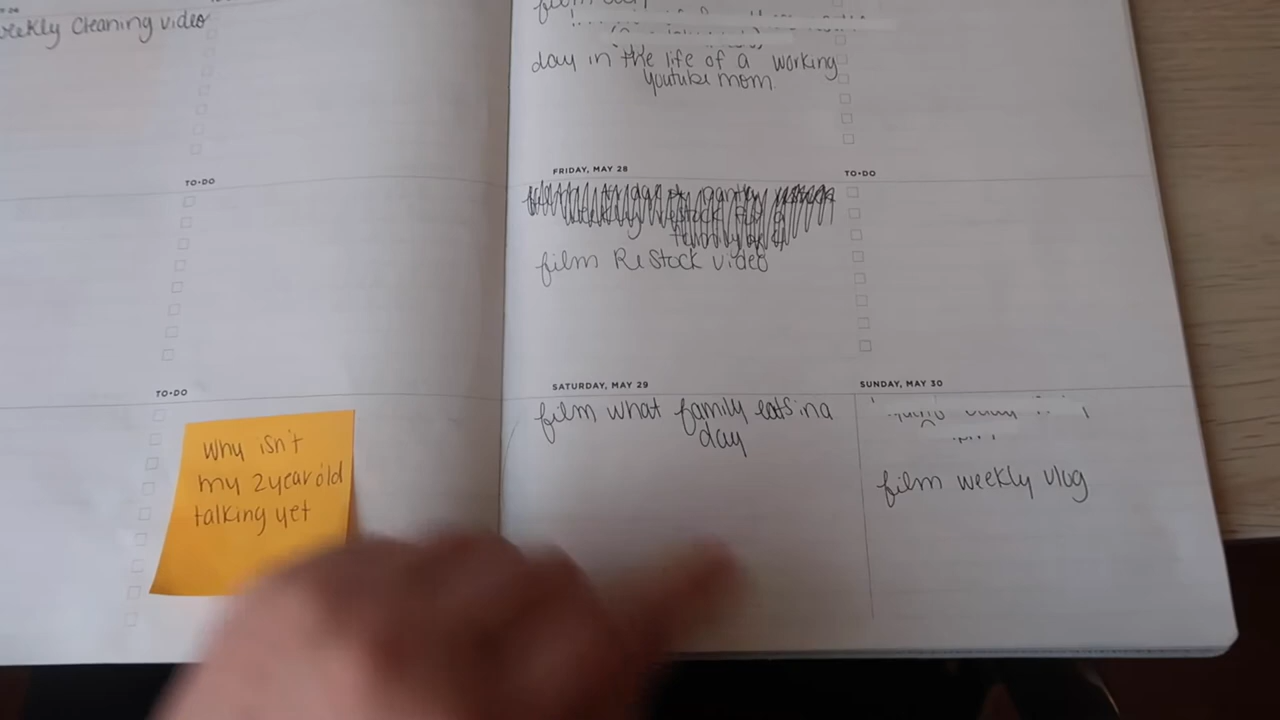 weekly Cleaning video
TO•DO
TO•DO
why isn't
my 2 year old
talking yet
day in the life of a working
youtube mom.
FRIDAY, MAY 28
TO•DO
film ReStock video
SATURDAY, MAY 29
film what family eats in a
day
SUNDAY, MAY 30
film weekly vlog